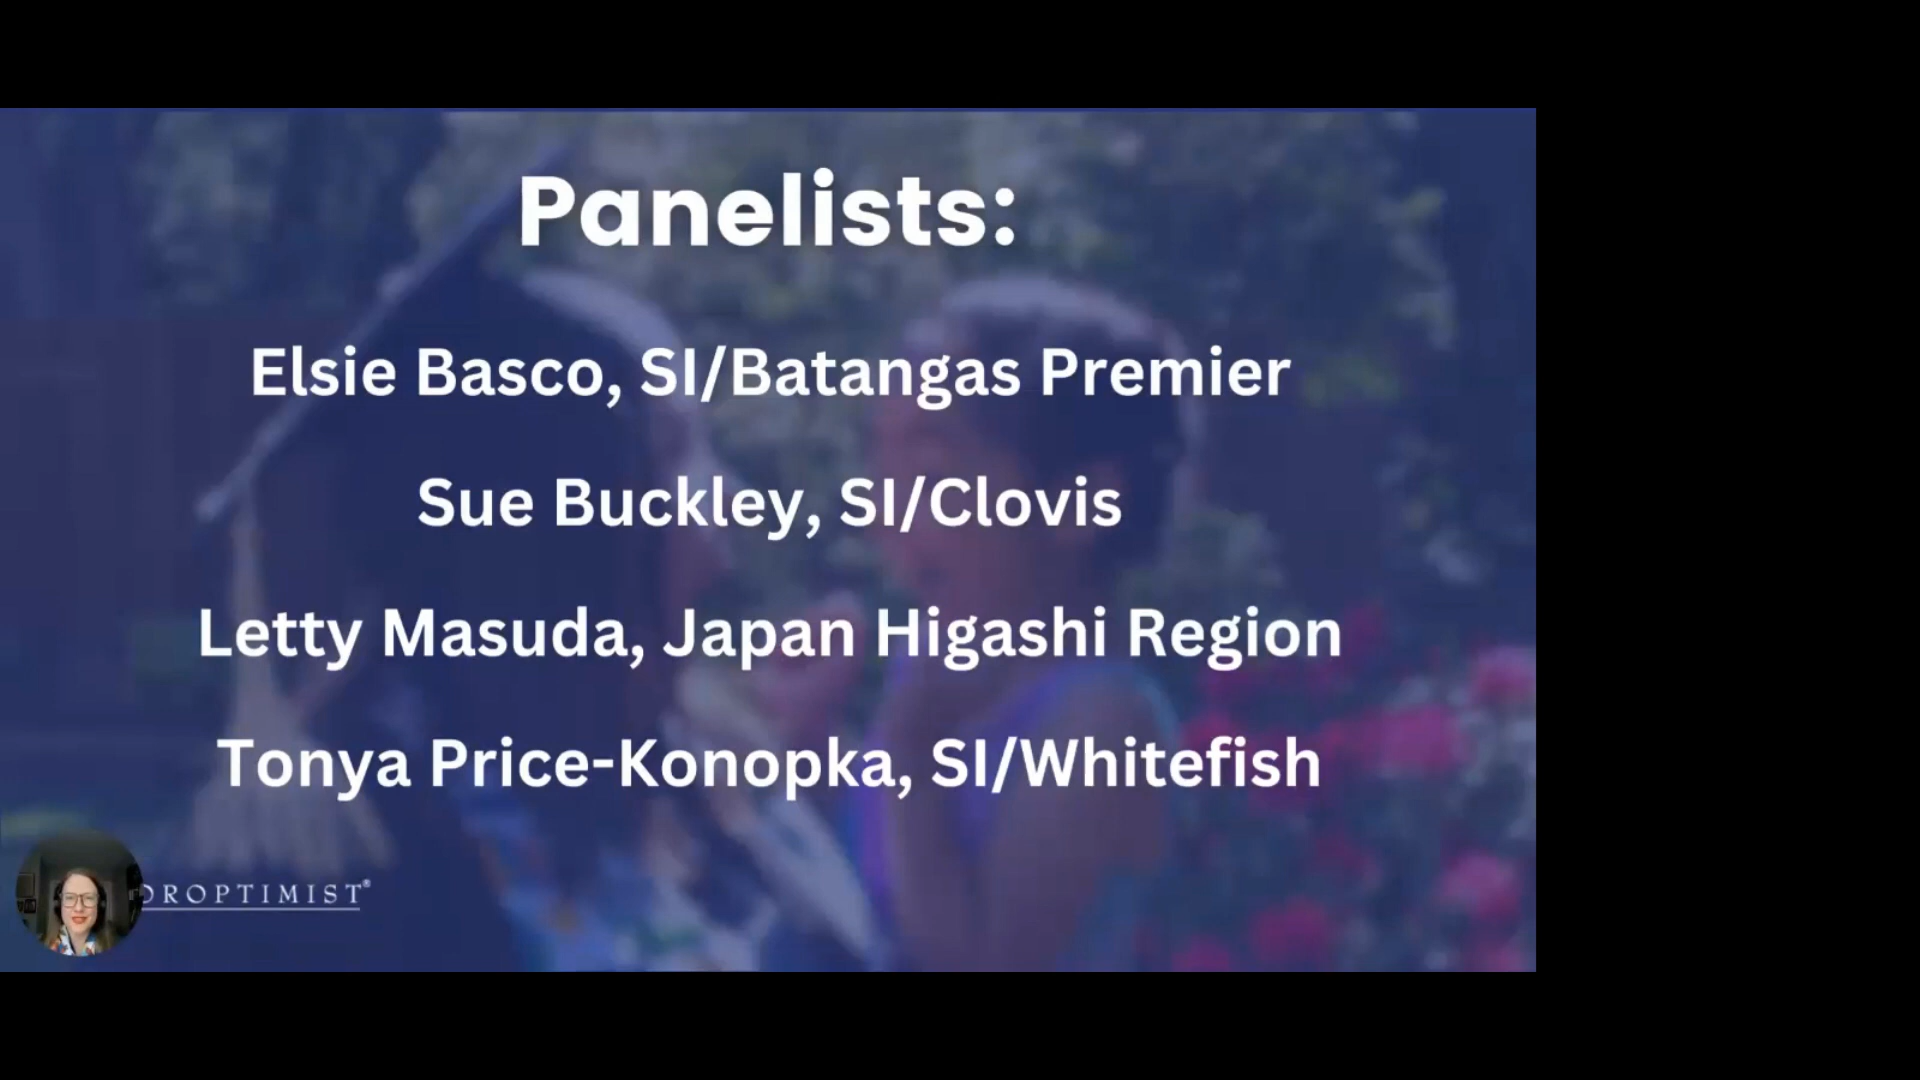 Panelists:
Elsie Basco, SI/Batangas Premier
Sue Buckley, SI/Clovis
Letty Masuda, Japan Higashi Region
Tonya Price-Konopka, SI/Whitefish
OROPTIMIST®